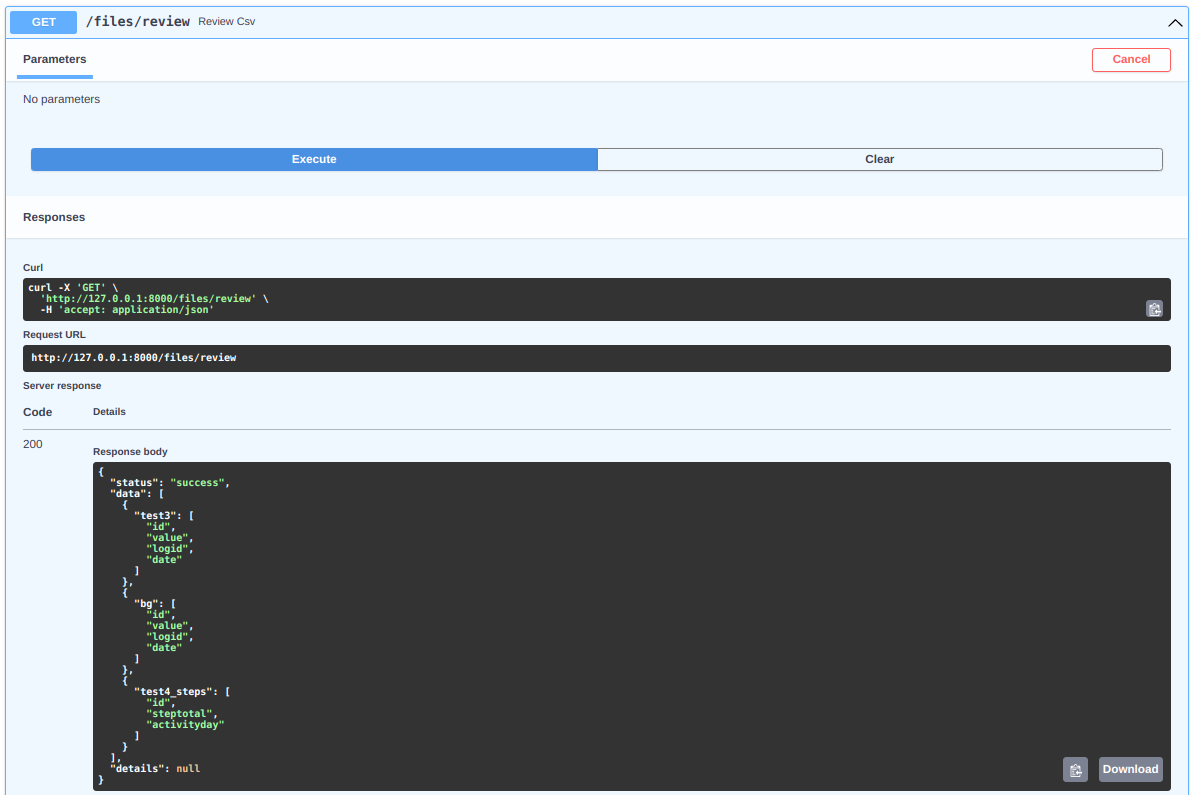 GET /files/review Review Csv
Parameters
Cancel
No parameters
Execute
Clear
Responses
Curl
curl -X 'GET' \
  'http://127.0.0.1:8000/files/review' \
  -H 'accept: application/json'
Request URL
http://127.0.0.1:8000/files/review
Server response
Code Details
200
Response body
{
  "status": "success",
  "data": [
    {
      "test3": [
        "id",
        "value",
        "logid",
        "date"
      ]
    },
    {
      "bg": [
        "id",
        "value",
        "logid",
        "date"
      ]
    },
    {
      "test4_steps": [
        "id",
        "steptotal",
        "activityday"
      ]
    }
  ],
  "details": null
}
Download